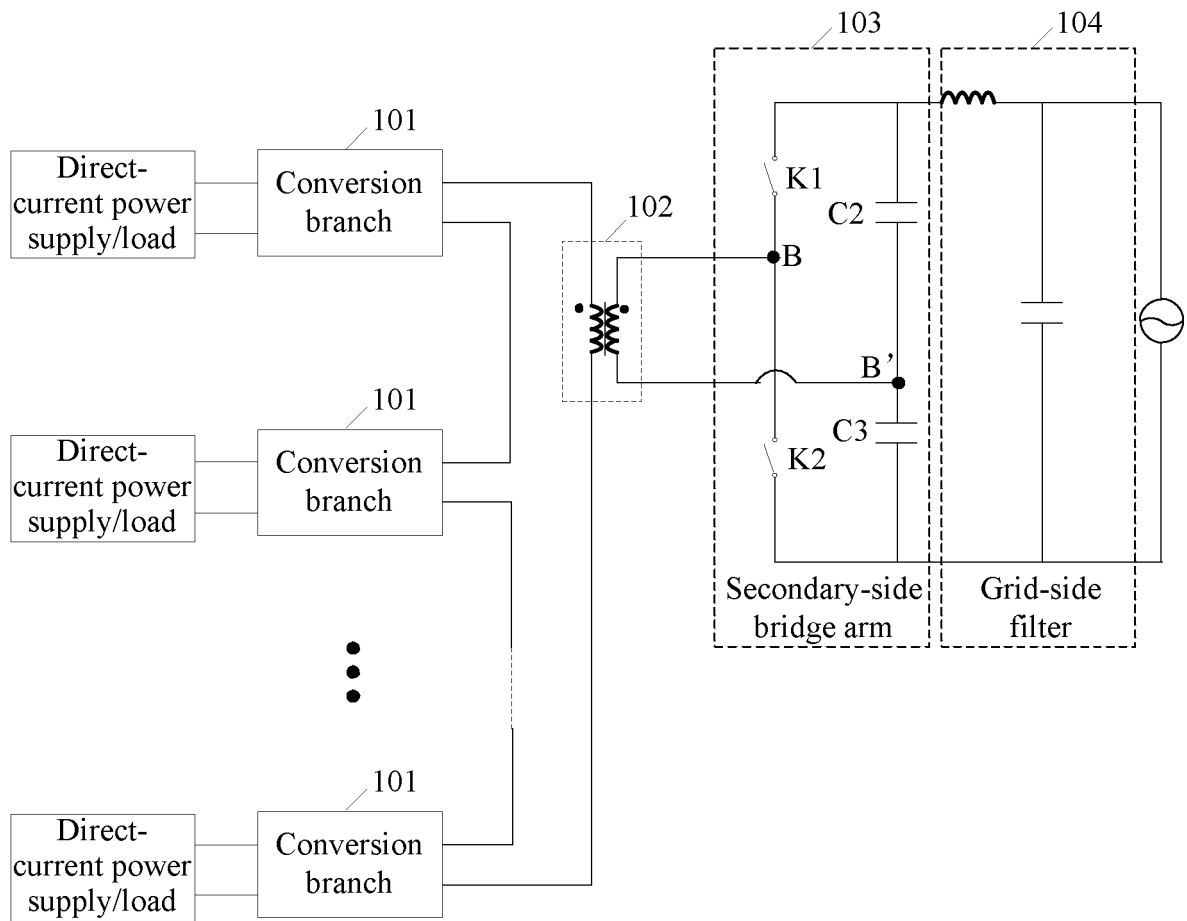 103
104
101
Direct-
current power
supply/load
Conversion
branch
102
K1
C2
B
B’
101
C3
K2
Direct-
current power
supply/load
Conversion
branch
Secondary-side
bridge arm
Grid-side
filter
101
Direct-
current power
supply/load
Conversion
branch